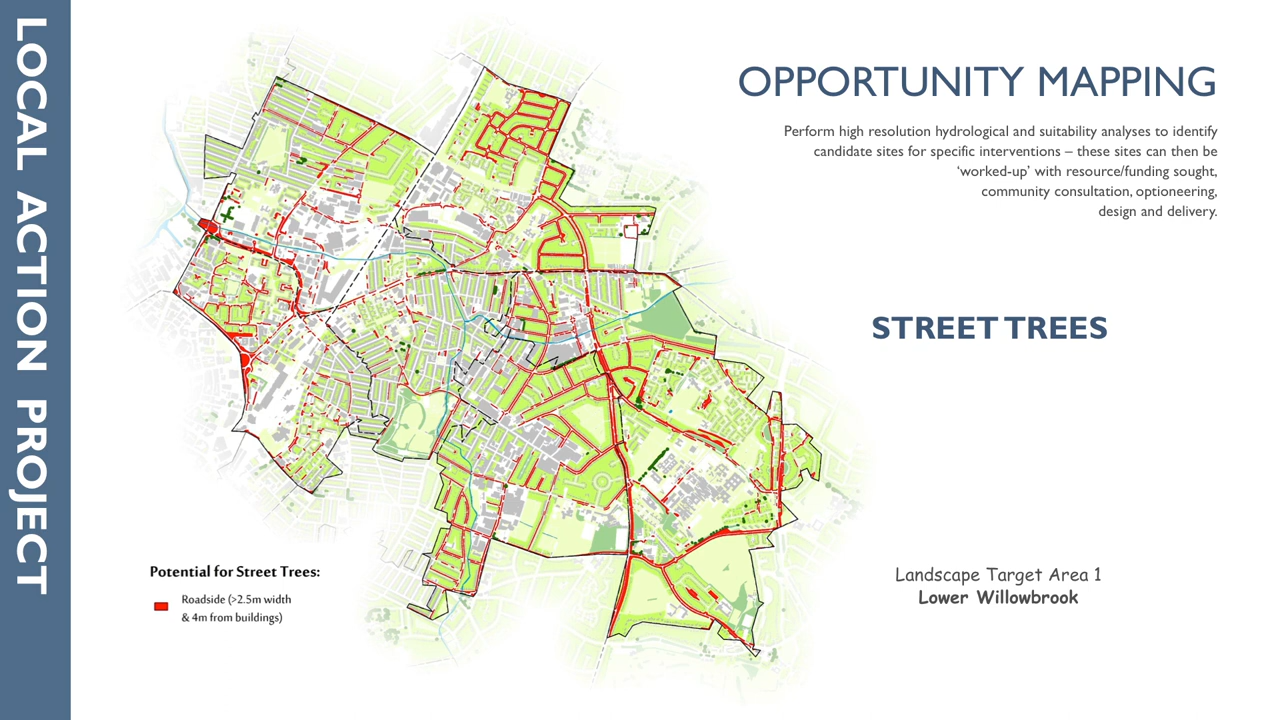 LOCAL ACTION PROJECT
OPPORTUNITY MAPPING
Perform high resolution hydrological and suitability analyses to identify
candidate sites for specific interventions – these sites can then be
‘worked-up’ with resource/funding sought,
community consultation, optioneering,
design and delivery.
STREET TREES
Potential for Street Trees:
Roadside (>2.5m width
& 4m from buildings)
Landscape Target Area 1
Lower Willowbrook